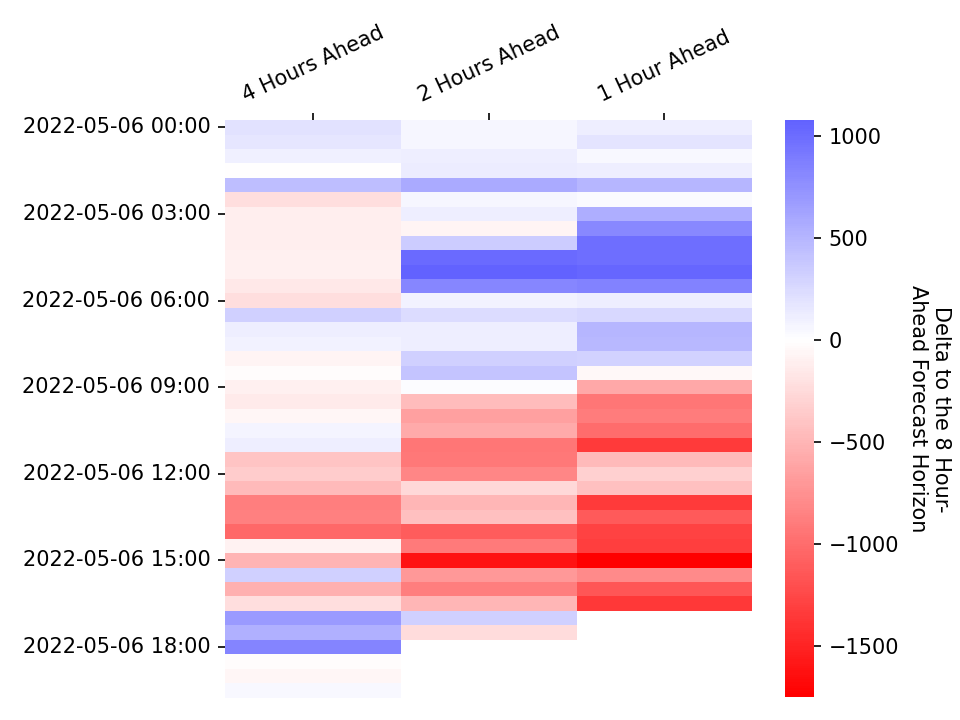 4 Hours Ahead
2 Hours Ahead
1 Hour Ahead
2022-05-06 00:00
2022-05-06 03:00
2022-05-06 06:00
2022-05-06 09:00
2022-05-06 12:00
2022-05-06 15:00
2022-05-06 18:00
1000
500
0
−500
−1000
−1500
Delta to the 8 Hour-
Ahead Forecast Horizon